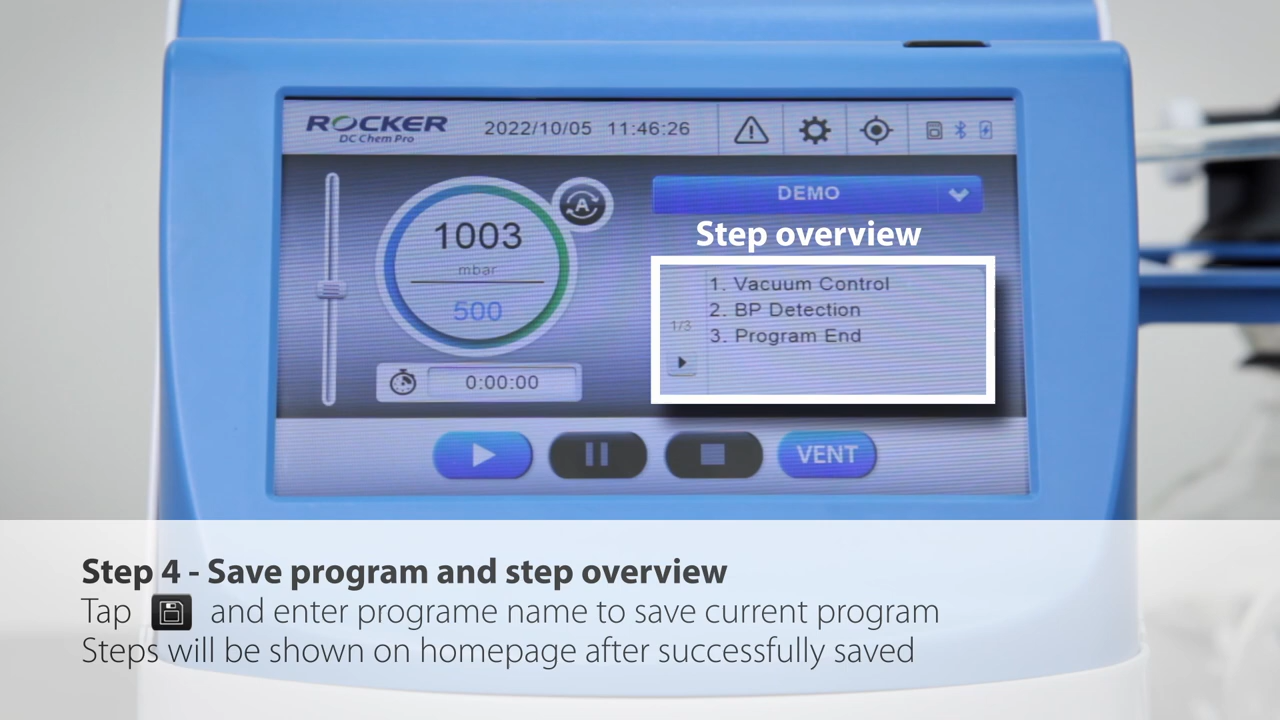 ROCKER
DC Chem Pro
2022/10/05 11:46:26
DEMO
A
1003
mbar
500
Step overview
1. Vacuum Control
2. BP Detection
3. Program End
1/3
0:00:00
VENT
Step 4 - Save program and step overview
Tap and enter programe name to save current program
Steps will be shown on homepage after successfully saved